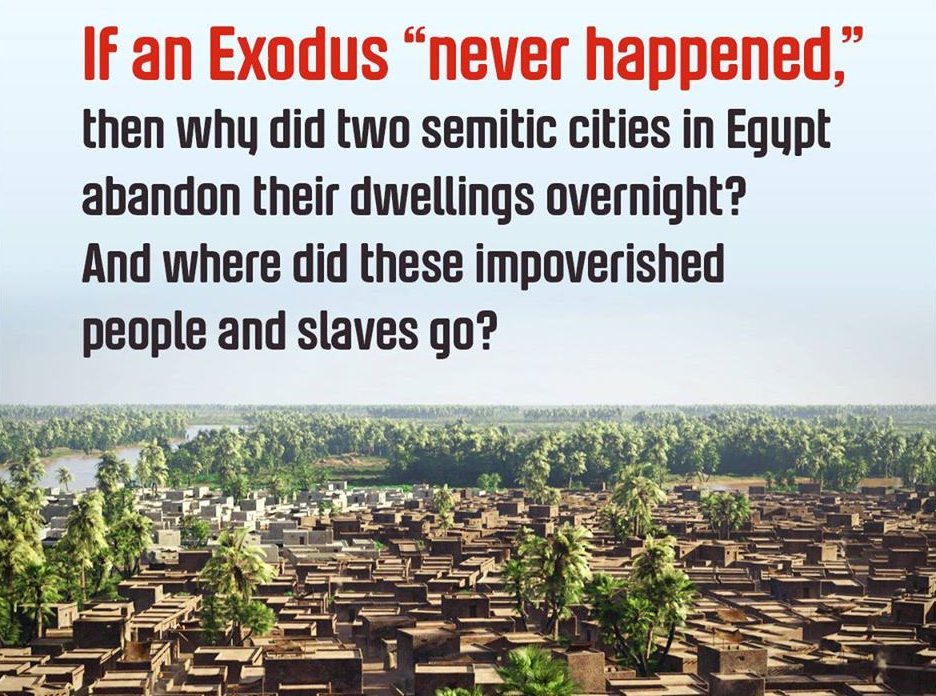 If an Exodus “never happened,”
then why did two semitic cities in Egypt
abandon their dwellings overnight?
And where did these impoverished
people and slaves go?